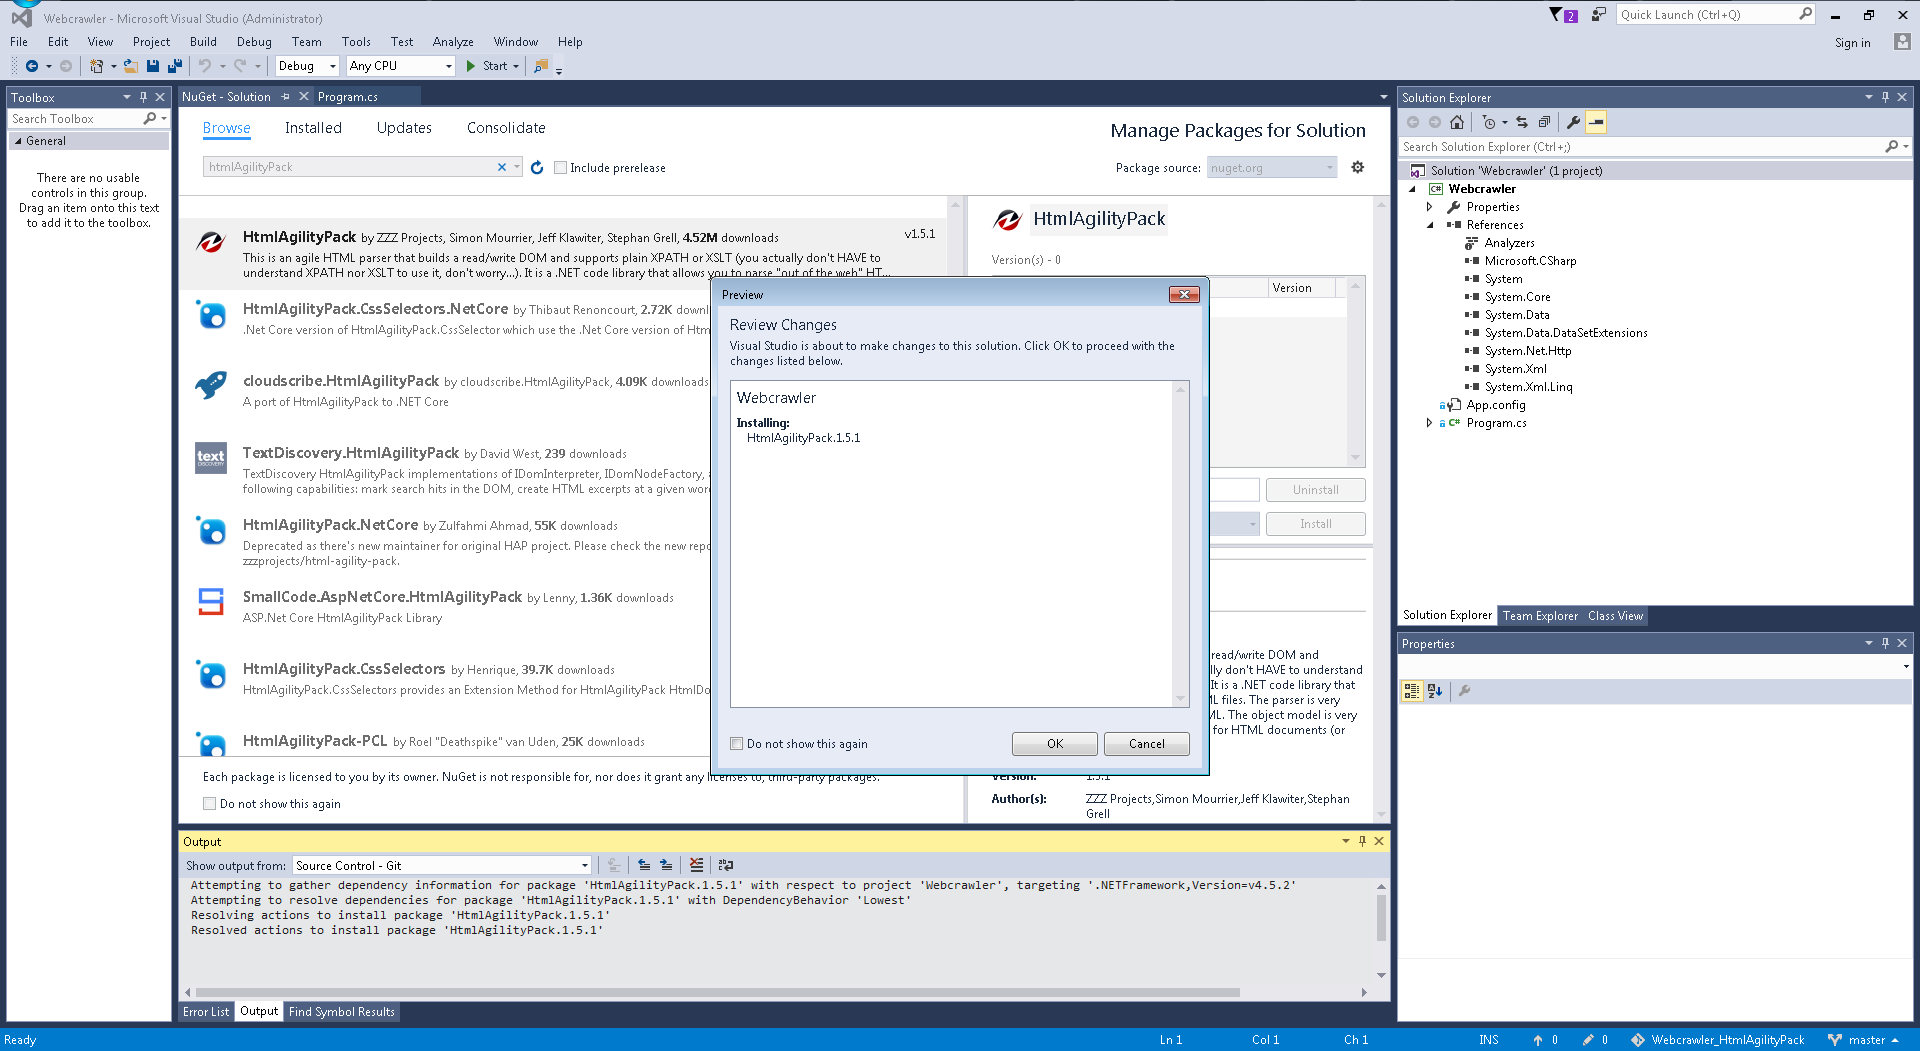 Webcrawler - Microsoft Visual Studio (Administrator)
2
Quick Launch (Ctrl+Q)
File Edit View Project Build Debug Team Tools Test Analyze Window Help
Sign in
Debug Any CPU Start
Toolbox
Search Toolbox
General
There are no usable
controls in this group.
Drag an item onto this text
to add it to the toolbox.
NuGet - Solution Program.cs
Browse Installed Updates Consolidate
Manage Packages for Solution
htmlAgilityPack
Include prerelease
Package source: nuget.org
HtmlAgilityPack by ZZZ Projects, Simon Mourrier, Jeff Klawiter, Stephan Grell, 4.52M downloads
v1.5.1
This is an agile HTML parser that builds a read/write DOM and supports plain XPATH or XSLT (you actually don't HAVE to
understand XPATH nor XSLT to use it, don't worry...). It is a .NET code library that allows you to parse "out of the web" HT...
HtmlAgilityPack.CssSelectors.NetCore by Thibaut Renoncourt, 2.72K downl
.Net Core version of HtmlAgilityPack.CssSelector which use the .Net Core version of Htm
cloudscribe.HtmlAgilityPack by cloudscribe.HtmlAgilityPack, 4.09K downloads
A port of HtmlAgilityPack to .NET Core
text
DISCOVERY
TextDiscovery.HtmlAgilityPack by David West, 239 downloads
TextDiscovery HtmlAgilityPack implementations of IDomInterpreter, IDomNodeFactory,
following capabilities: mark search hits in the DOM, create HTML excerpts at a given wor
HtmlAgilityPack.NetCore by Zulfahmi Ahmad, 55K downloads
Deprecated as there's new maintainer for original HAP project. Please check the new repo
zzzprojects/html-agility-pack.
SmallCode.AspNetCore.HtmlAgilityPack by Lenny, 1.36K downloads
ASP.Net Core HtmlAgilityPack Library
HtmlAgilityPack.CssSelectors by Henrique, 39.7K downloads
HtmlAgilityPack.CssSelectors provides an Extension Method for HtmlAgilityPack HtmlDo
HtmlAgilityPack-PCL by Roel "Deathspike" van Uden, 25K downloads
Each package is licensed to you by its owner. NuGet is not responsible, nor does it grant any licenses to, third-party packages.
Do not show this again
HtmlAgilityPack
Version(s) - 0
Version
Uninstall
Install
read/write DOM and
lly don't HAVE to understand
It is a .NET code library that
ML files. The parser is very
ML. The object model is very
for HTML documents (or
Version: 1.5.1
Author(s): ZZZ Projects,Simon Mourrier,Jeff Klawiter,Stephan
Grell
Preview
Review Changes
Visual Studio is about to make changes to this solution. Click OK to proceed with the
changes listed below.
Webcrawler
Installing:
HtmlAgilityPack.1.5.1
Do not show this again
OK Cancel
Output
Show output from: Source Control - Git
Attempting to gather dependency information for package 'HtmlAgilityPack.1.5.1' with respect to project 'Webcrawler', targeting '.NETFramework,Version=v4.5.2'
Attempting to resolve dependencies for package 'HtmlAgilityPack.1.5.1' with DependencyBehavior 'Lowest'
Resolving actions to install package 'HtmlAgilityPack.1.5.1'
Resolved actions to install package 'HtmlAgilityPack.1.5.1'
Error List Output Find Symbol Results
Solution Explorer
Search Solution Explorer (Ctrl+;)
Solution 'Webcrawler' (1 project)
C# Webcrawler
Properties
References
Analyzers
Microsoft.CSharp
System
System.Core
System.Data
System.Data.DataSetExtensions
System.Net.Http
System.Xml
System.Xml.Linq
App.config
C# Program.cs
Solution Explorer Team Explorer Class View
Properties
Ready
Ln 1 Col 1 Ch 1 INS 0 0 Webcrawler_HtmlAgilityPack master